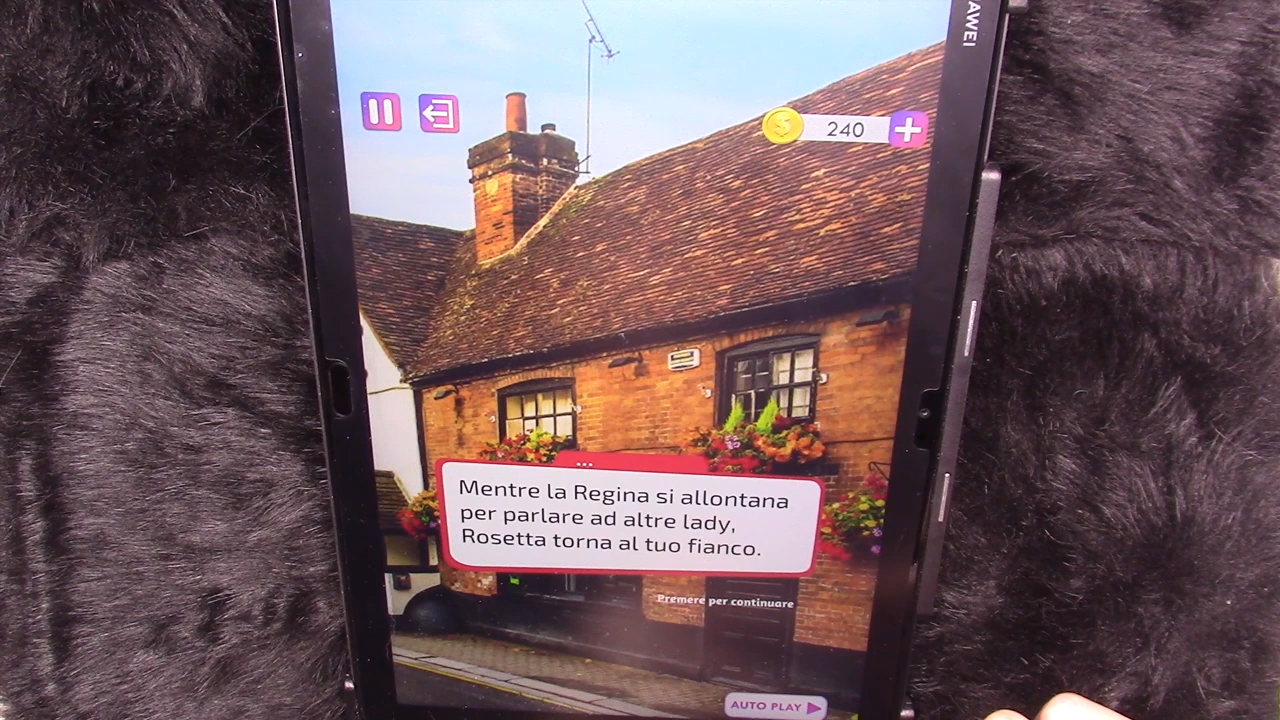 AWEI
240
...
Mentre la Regina si allontana
per parlare ad altre lady,
Rosetta torna al tuo fianco.
Premere per continuare
AUTO PLAY